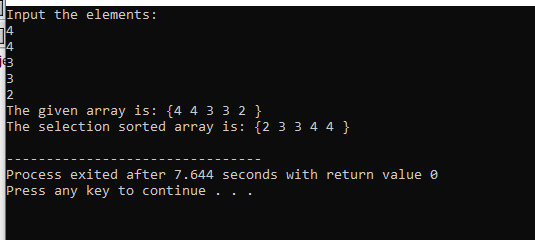 Input the elements:
4
4
3
3
2
The given array is: {4 4 3 3 2 }
The selection sorted array is: {2 3 3 4 4 }
--------------------------------
Process exited after 7.644 seconds with return value 0
Press any key to continue . . .